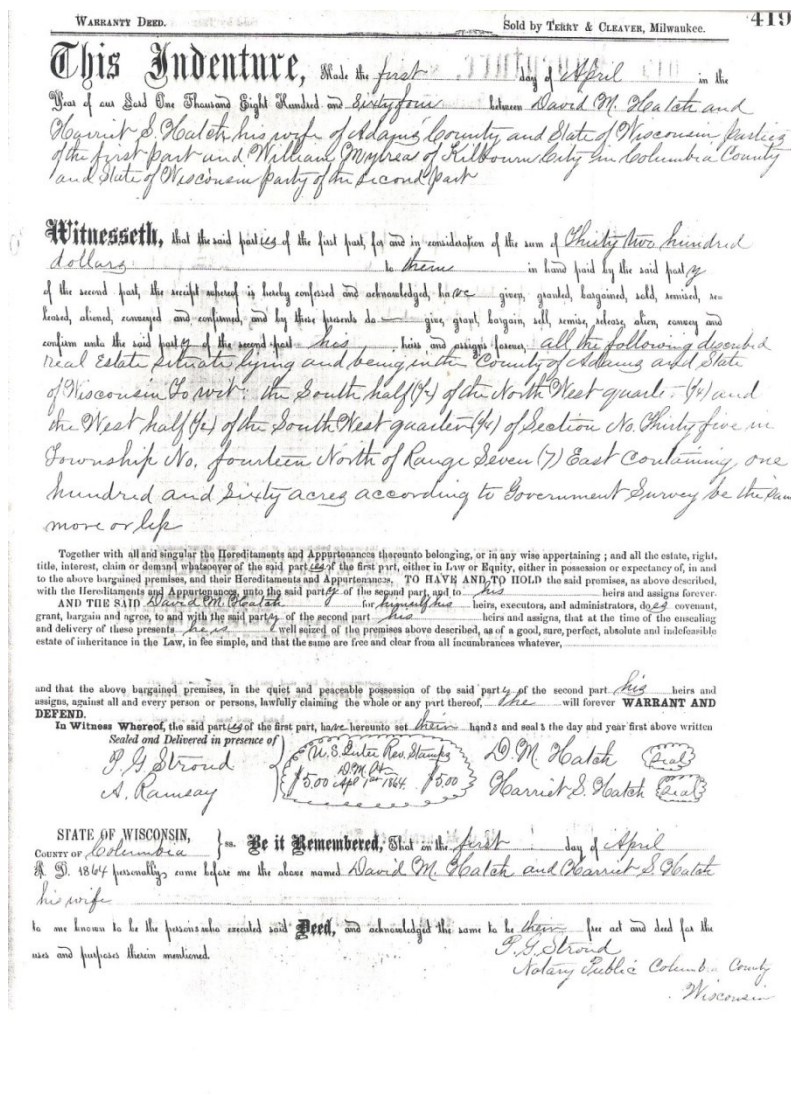 WARRANTY DEED.
Sold by TERRY & CLEAVER, Milwaukee.
419
This Indenture, Made the first day of April in the
Year of our Lord One Thousand Eight Hundred and Sixty four between David M. Hatch and
Harriet S. Hatch his wife of Adams County and State of Wisconsin parties
of the first part and William Mylrea of Kilbourn City in Columbia County
and State of Wisconsin party of the second part
Witnesseth, that the said parties of the first part, for and in consideration of the sum of Thirty two hundred
dollars to them in hand paid by the said party
of the second part, the receipt whereof is hereby confessed and acknowledged, have given, granted, bargained, sold, remised, re-
leased, aliened, conveyed and confirmed, and by these presents do give, grant, bargain, sell, remise, release, alien, convey and
confirm unto the said party of the second part his heirs and assigns forever, all the following described
real Estate situate lying and being in the County of Adams and State
of Wisconsin To wit: the South half (1/2) of the North West quarter (1/4) and
the West half (1/2) of the South West quarter (1/4) of Section No. Thirty five in
Township No. fourteen North of Range Seven (7) East Containing one
hundred and Sixty acres according to Government Survey be the sam
more or less
Together with all and singular the Hereditaments and Appurtenances thereunto belonging, or in any wise appertaining; and all the estate, right,
title, interest, claim or demand whatsoever of the said parties of the first part, either in Law or Equity, either in possession or expectancy of, in and
to the above bargained premises, and their Hereditaments and Appurtenances, TO HAVE AND TO HOLD the said premises, as above described,
with the Hereditaments and Appurtenances, unto the said party of the second part, and to his heirs and assigns forever.
AND THE SAID David M. Hatch for himself his heirs, executors, and administrators, does covenant,
grant, bargain and agree, to and with the said party of the second part his heirs and assigns, that at the time of the ensealing
and delivery of these presents he is well seized of the premises above described, as of a good, sure, perfect, absolute and indefeasible
estate of inheritance in the Law, in fee simple, and that the same are free and clear from all incumbrances whatever,
and that the above bargained premises, in the quiet and peaceable possession of the said party of the second part his heirs and
assigns, against all and every person or persons, lawfully claiming the whole or any part thereof, he will forever WARRANT AND
DEFEND.
In Witness Whereof, the said parties of the first part, have hereunto set their hands and seals the day and year first above written
Sealed and Delivered in presence of
P. G. Stroud
A. Ramsay
U.S. Inter Rev. Stamps
D.M.H.
$5.00 Apl 1st 1864. $5.00
D. M. Hatch Seal
Harriet S. Hatch Seal
STATE OF WISCONSIN,
COUNTY OF Columbia } ss. Be it Remembered, That on the first day of April
A. D. 1864 personally came before me the above named David M. Hatch and Harriet S. Hatch
his wife
to me known to be the persons who executed said Deed, and acknowledged the same to be their free act and deed for the
uses and purposes therein mentioned.
P. G. Stroud
Notary Public Columbia County
Wisconsin